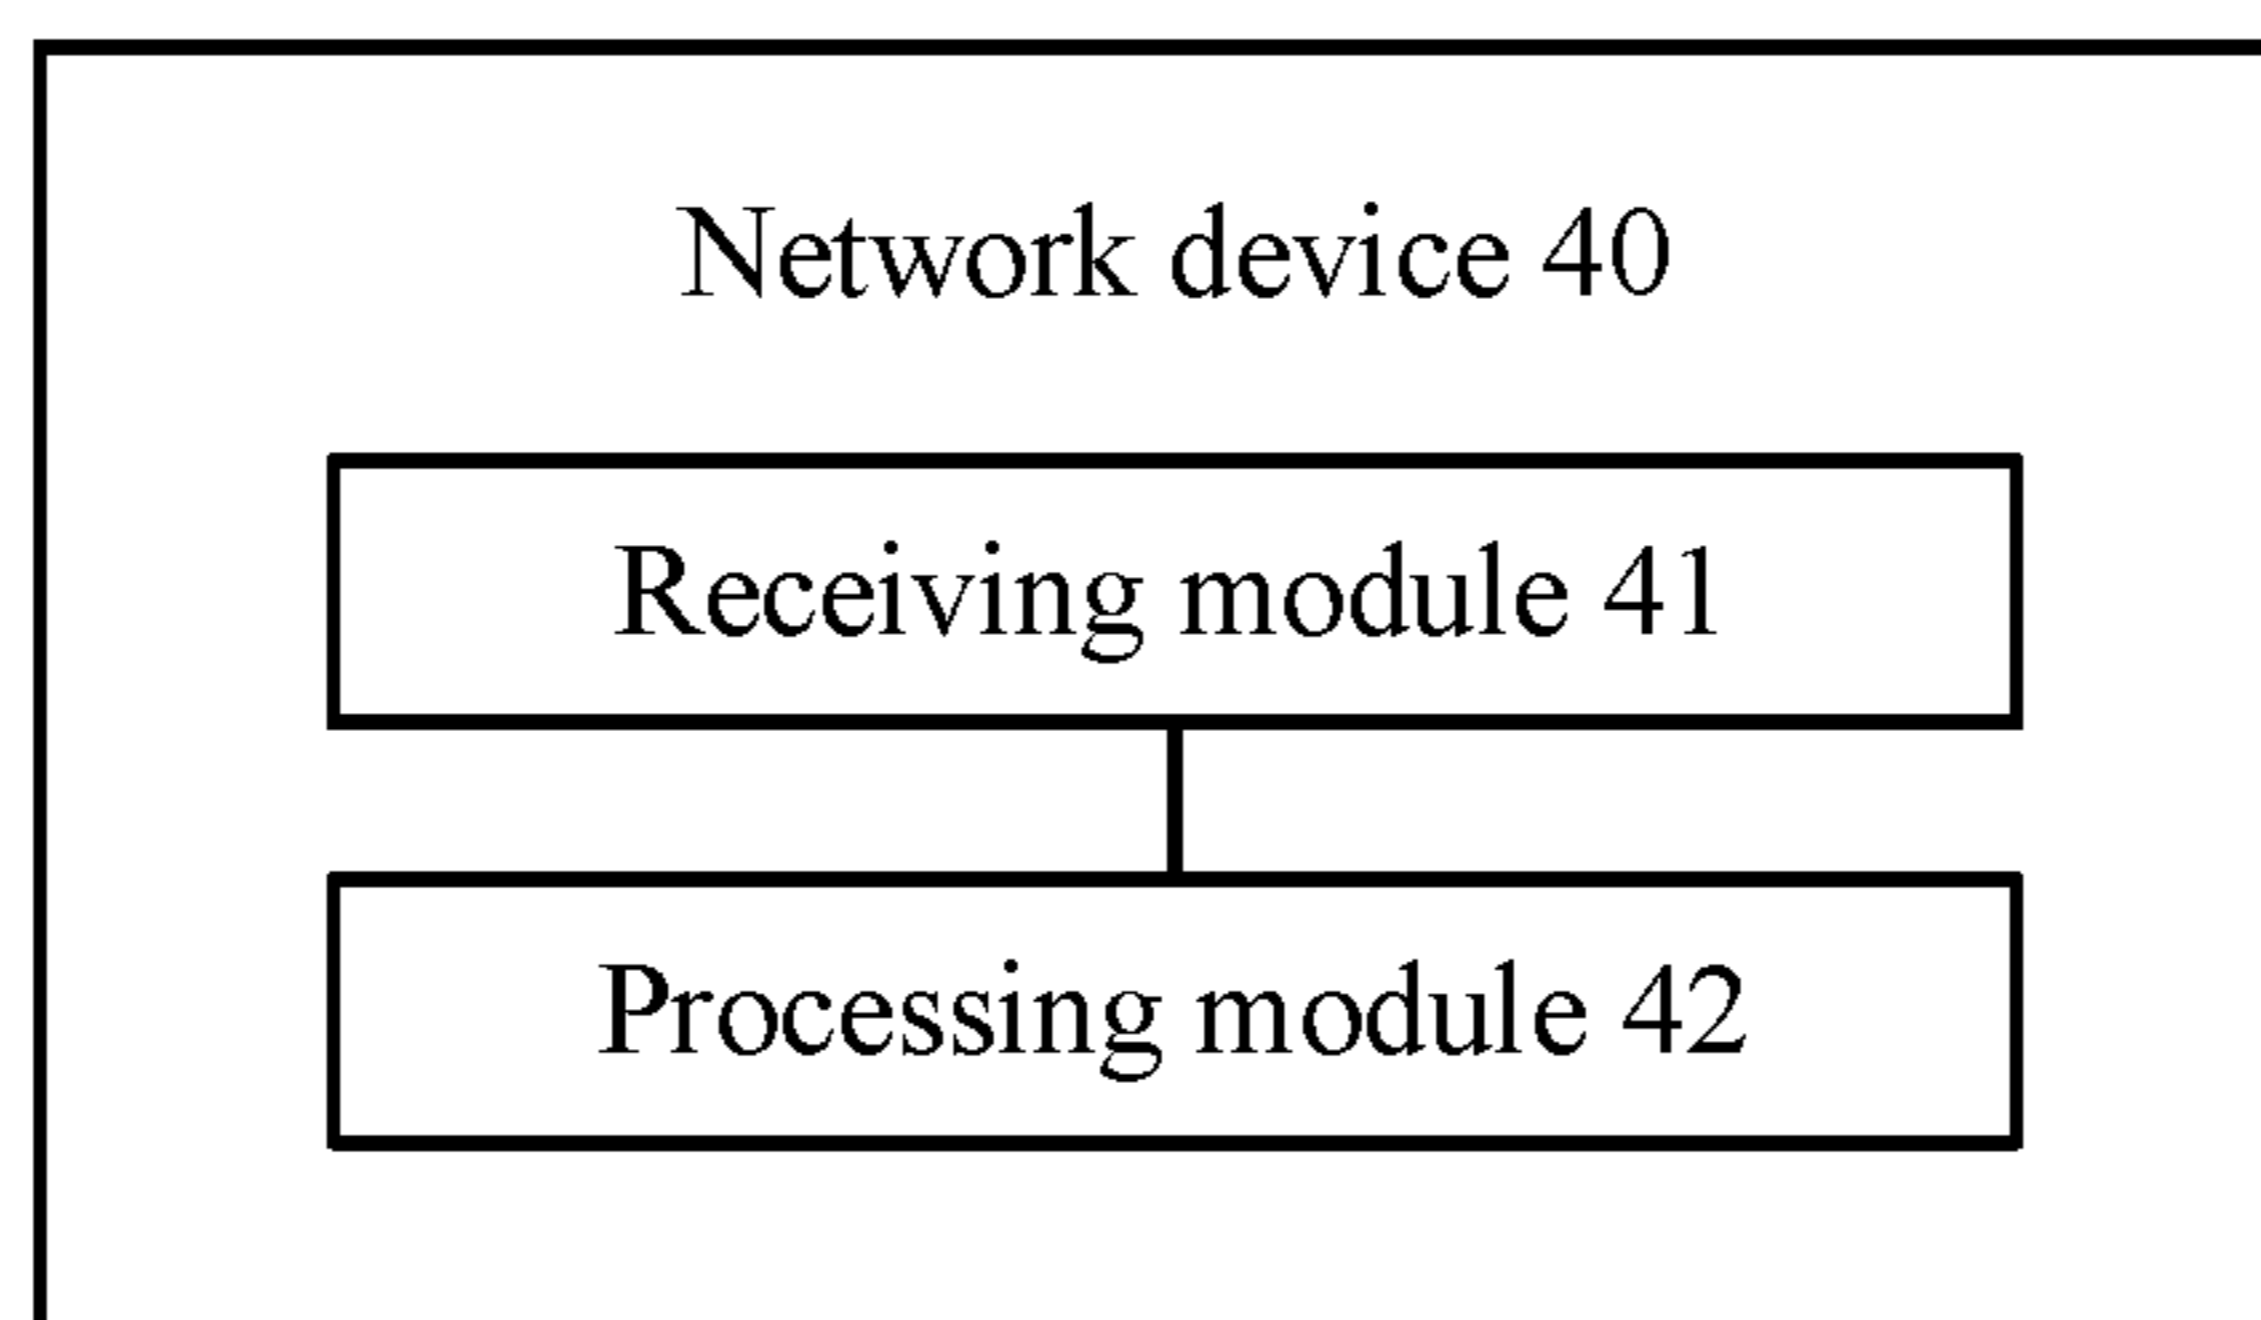 Network device 40
Receiving module 41
Processing module 42